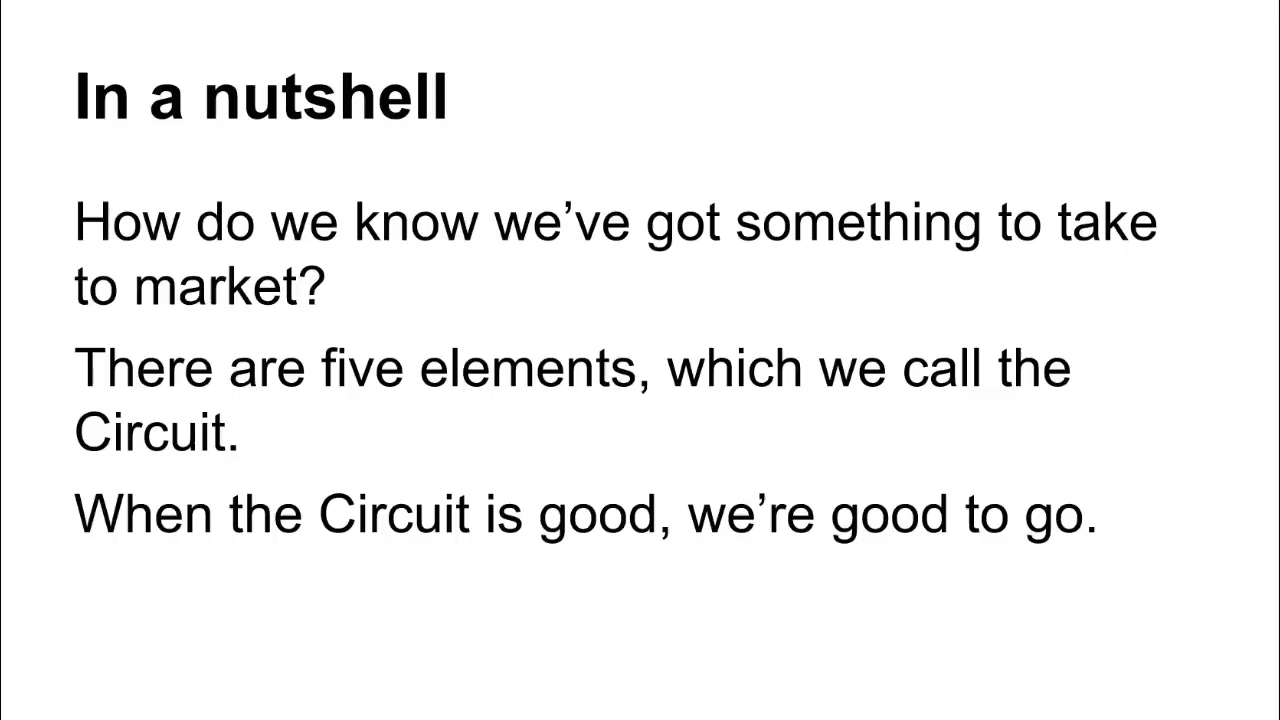 In a nutshell
How do we know we’ve got something to take
to market?
There are five elements, which we call the
Circuit.
When the Circuit is good, we’re good to go.